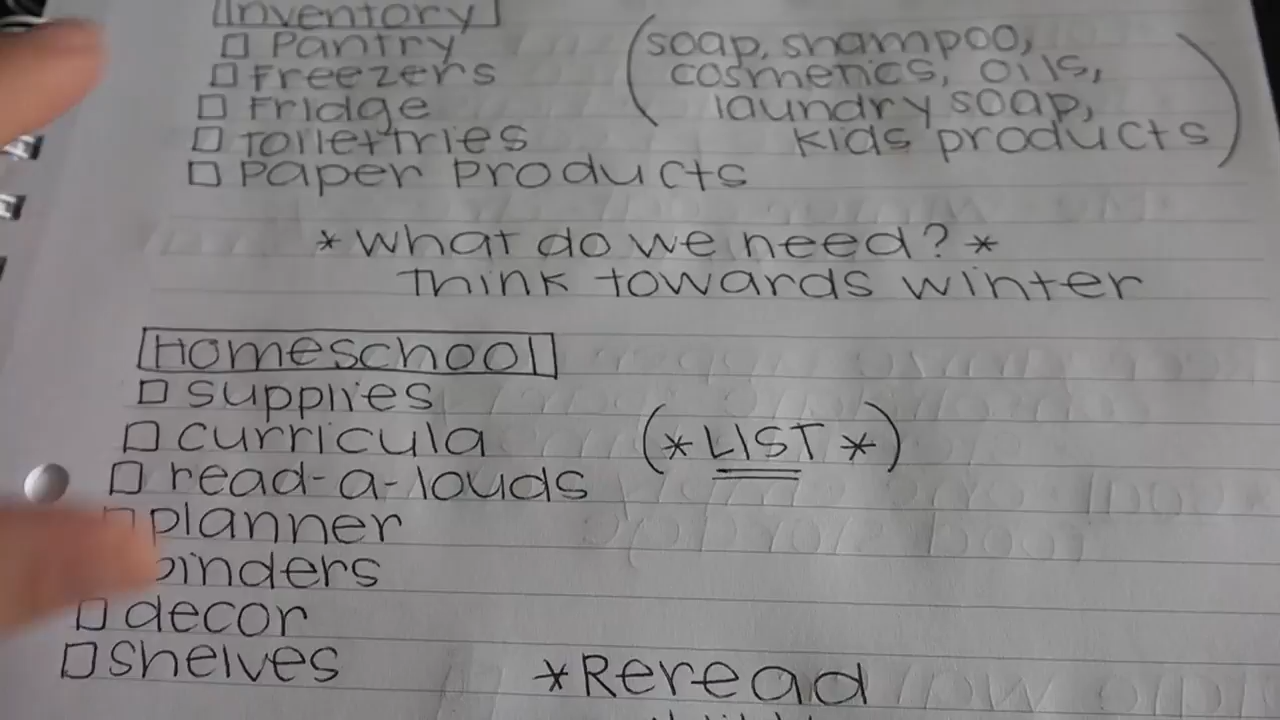 Inventory
□ Pantry
□ Freezers
□ Fridge
□ Toilettries
□ Paper Products
(soap, shampoo,
cosmetics, oils,
laundry soap,
kids products)
*What do we need?*
Think towards winter
Homeschool
□ supplies
□ curricula
(*LIST*)
□ read-a-louds
□ planner
binders
□ decor
□ shelves
*Reread